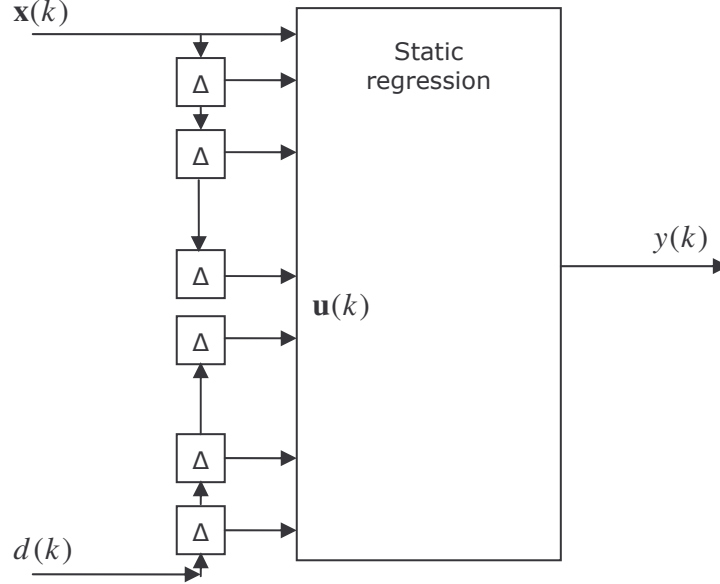 x(k)
Static
regression
Δ
Δ
Δ
y(k)
u(k)
Δ
Δ
Δ
d(k)